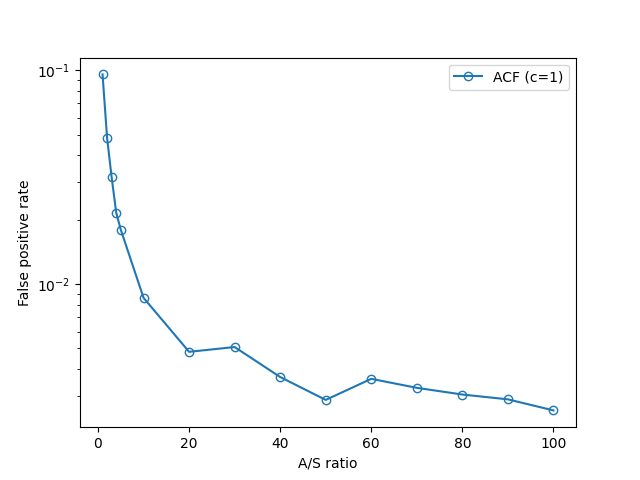 ACF (c=1)
10⁻¹
10⁻²
False positive rate
0 20 40 60 80 100
A/S ratio